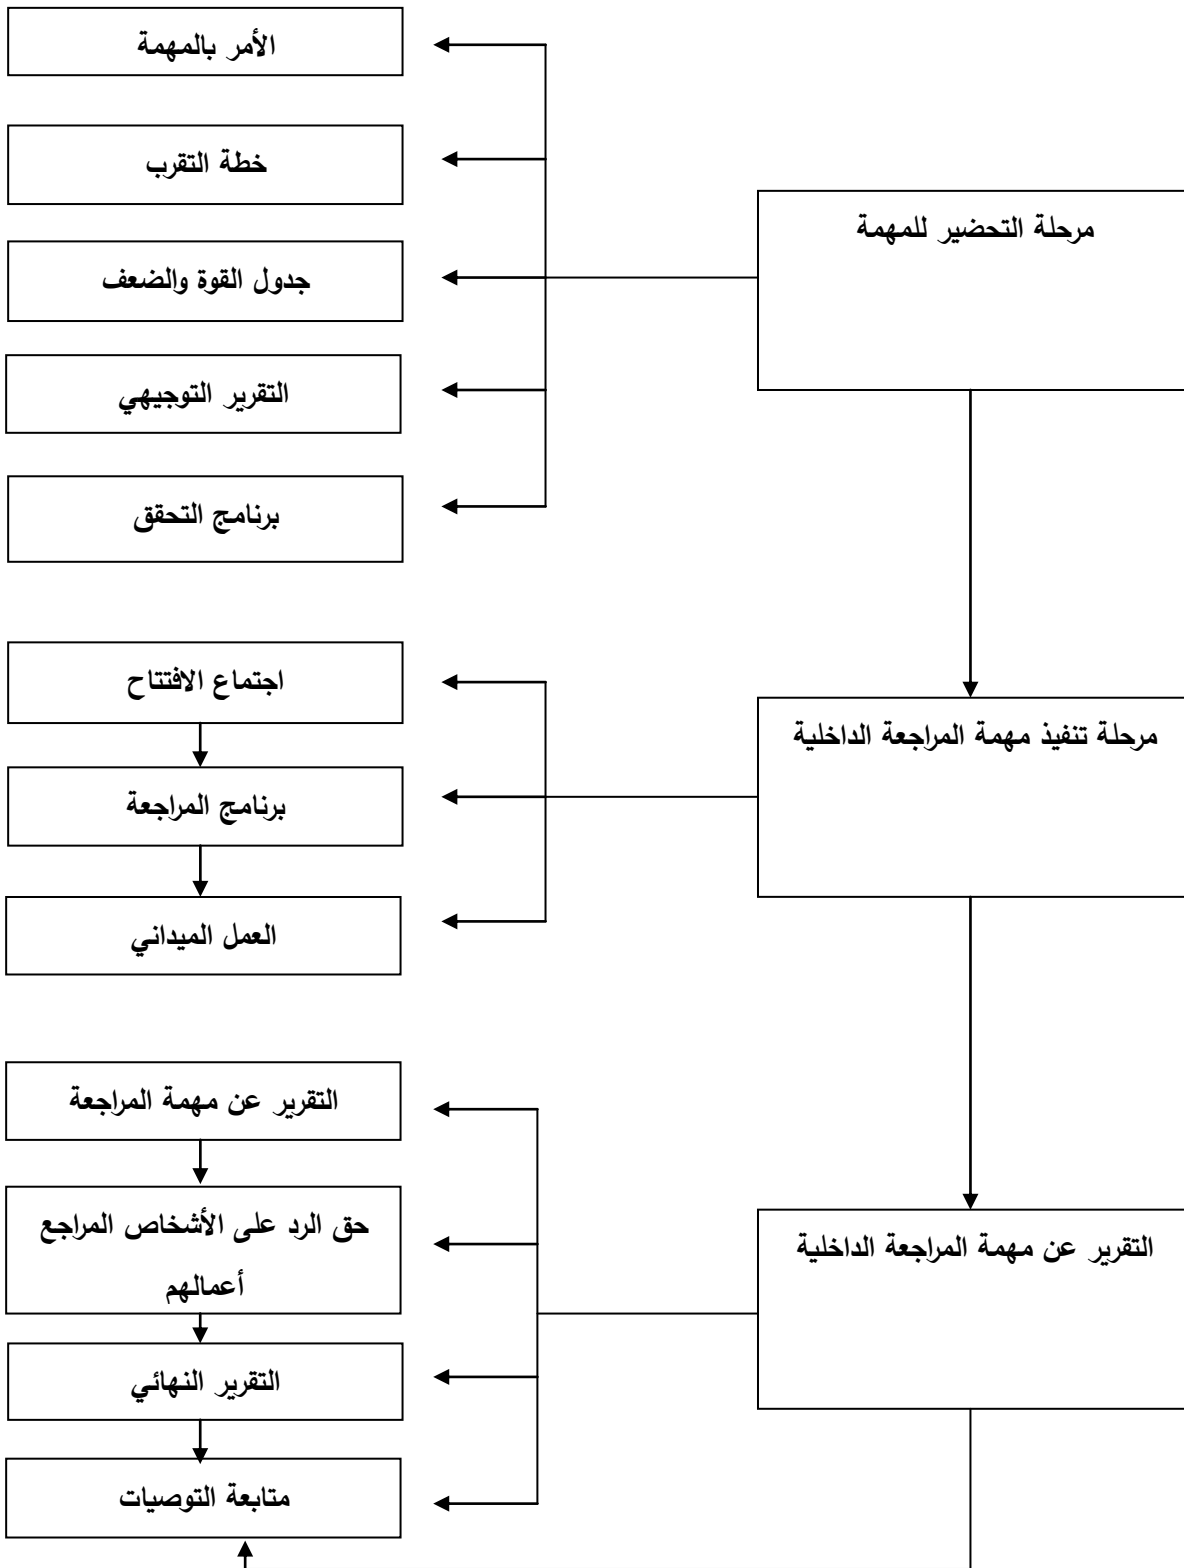 مرحلة التحضير للمهمة
الأمر بالمهمة
خطة التقرب
جدول القوة والضعف
التقرير التوجيهي
برنامج التحقق
مرحلة تنفيذ مهمة المراجعة الداخلية
اجتماع الافتتاح
برنامج المراجعة
العمل الميداني
التقرير عن مهمة المراجعة الداخلية
التقرير عن مهمة المراجعة
حق الرد على الأشخاص المراجع
أعمالهم
التقرير النهائي
متابعة التوصيات